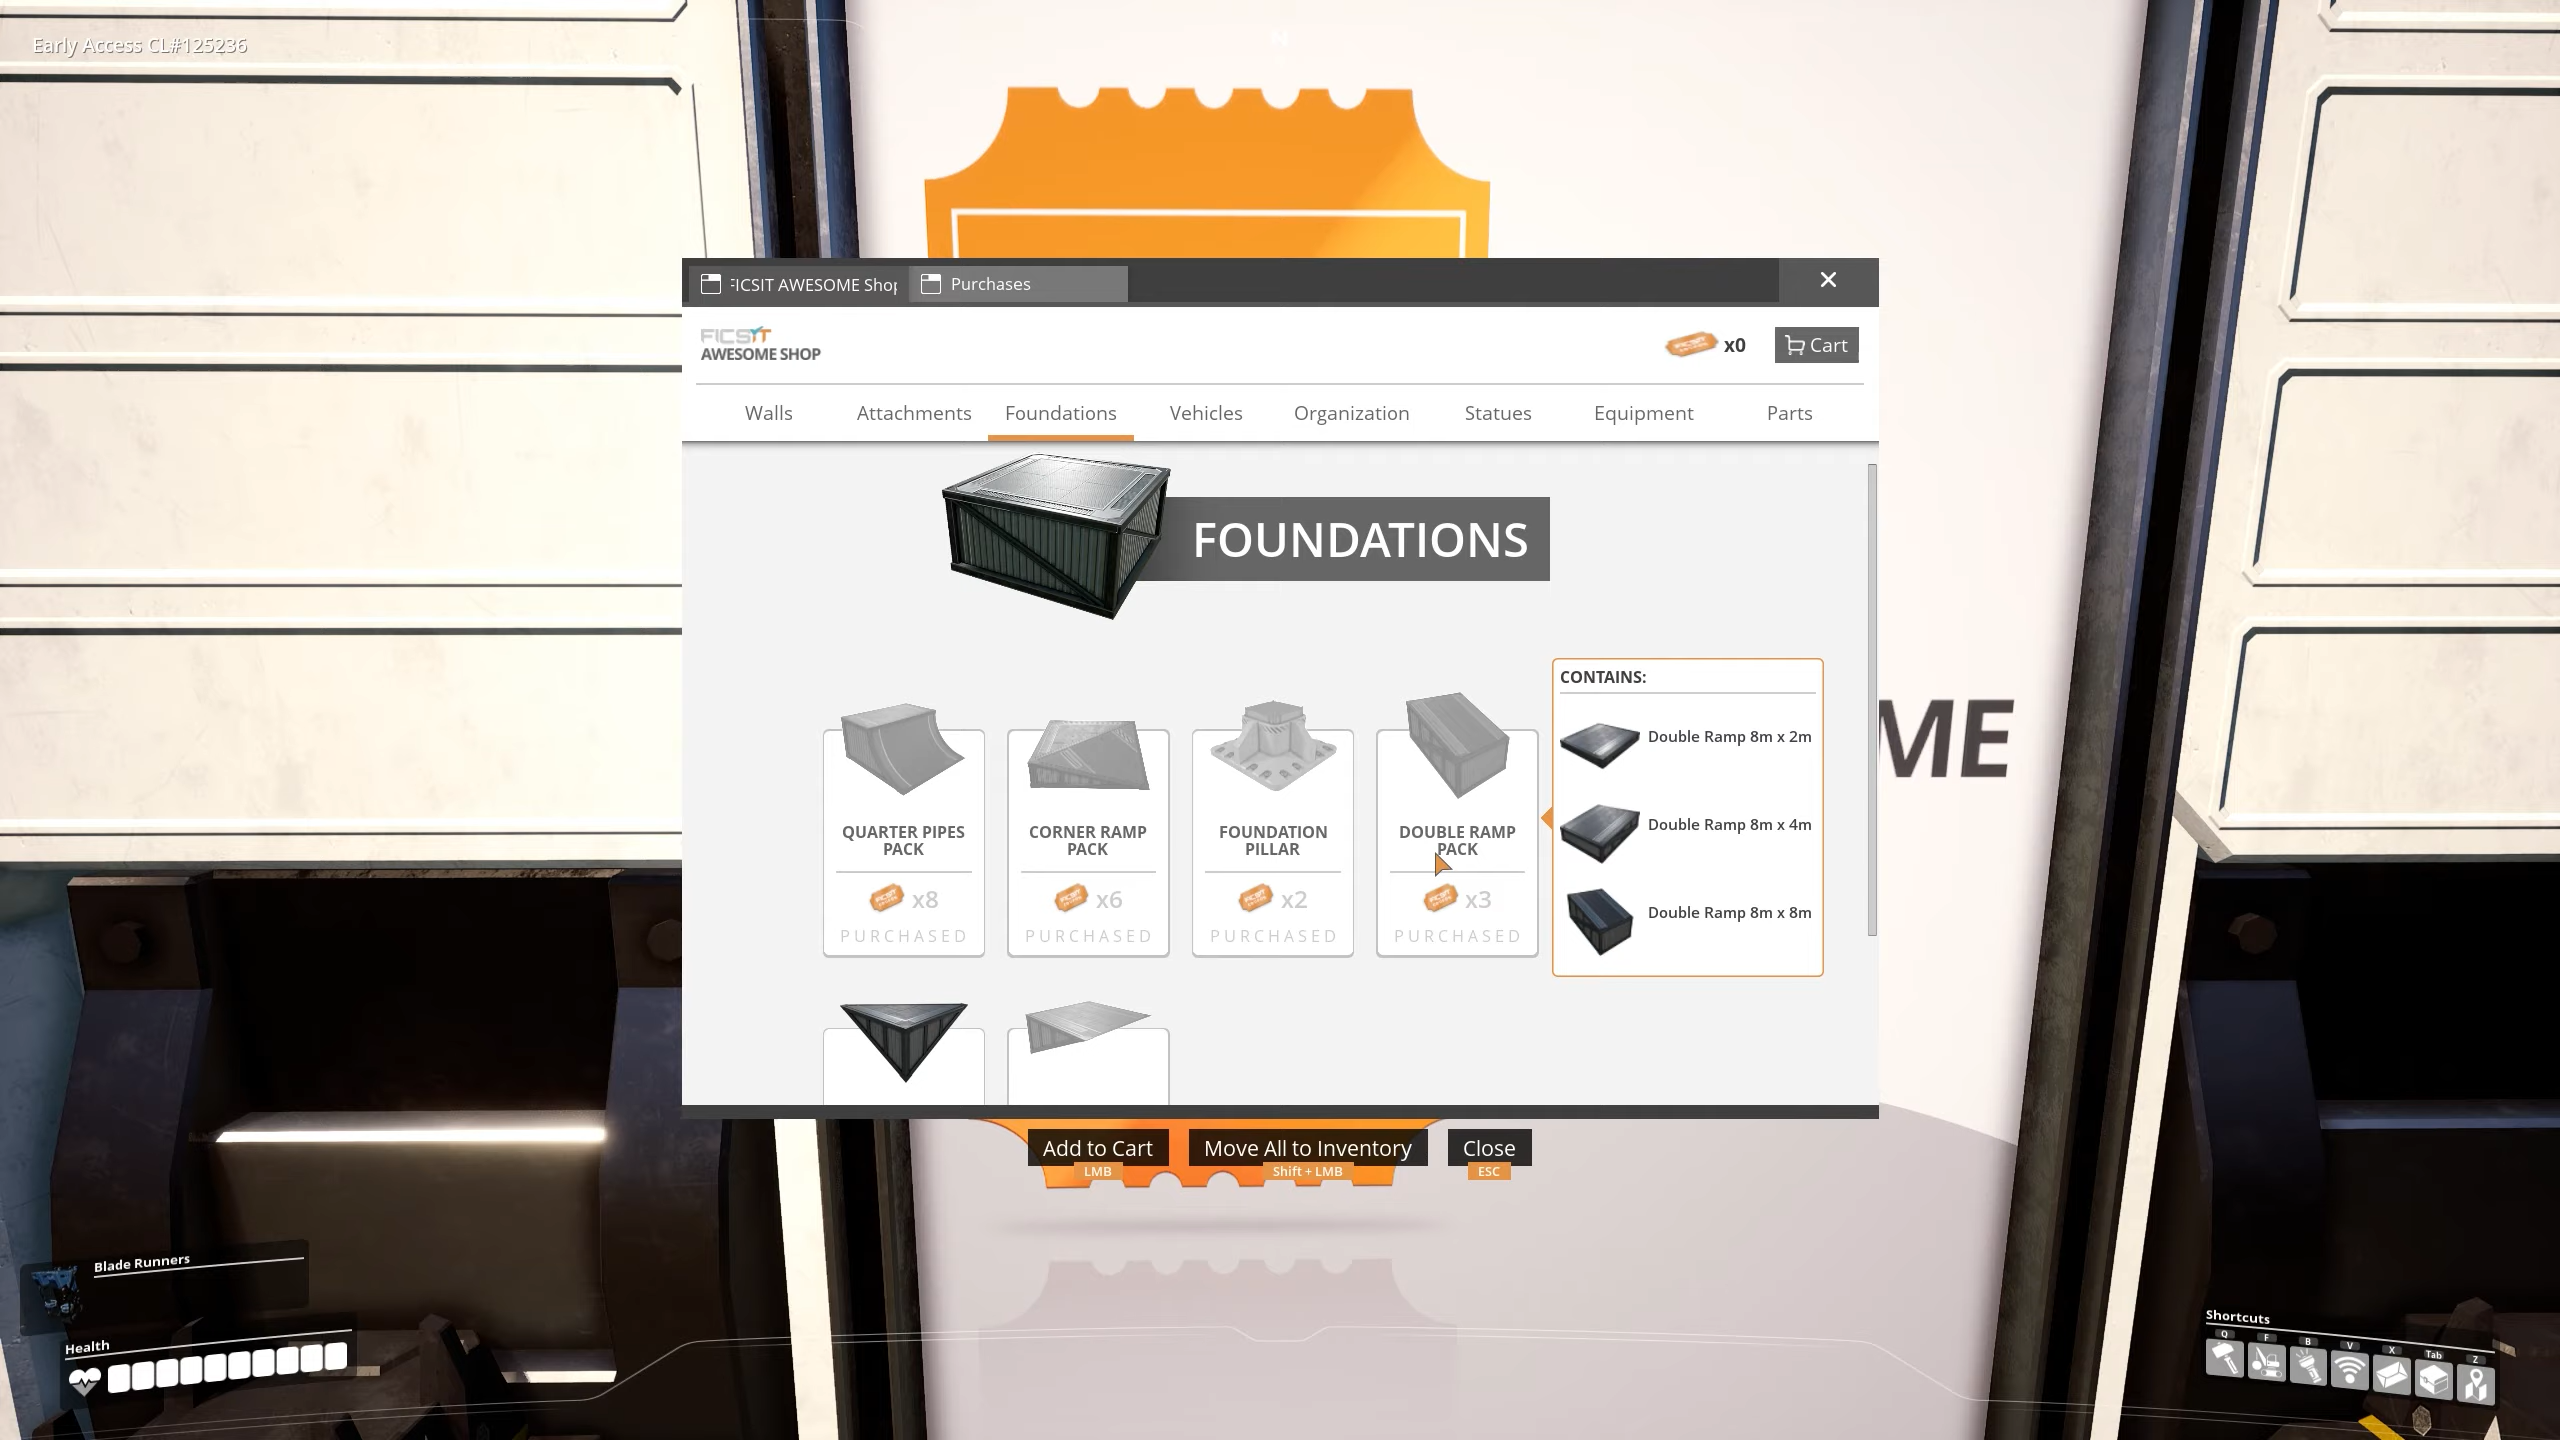 Early Access CL#125236
FICSIT AWESOME Shop
Purchases
FICSIT
AWESOME SHOP
x0
Cart
Walls
Attachments
Foundations
Vehicles
Organization
Statues
Equipment
Parts
FOUNDATIONS
QUARTER PIPES
PACK
x8
PURCHASED
CORNER RAMP
PACK
x6
PURCHASED
FOUNDATION
PILLAR
x2
PURCHASED
DOUBLE RAMP
PACK
x3
PURCHASED
CONTAINS:
Double Ramp 8m x 2m
Double Ramp 8m x 4m
Double Ramp 8m x 8m
ME
Add to Cart
LMB
Move All to Inventory
Shift + LMB
Close
ESC
Blade Runners
Health
Shortcuts
Q
F
B
V
X
Tab
Z